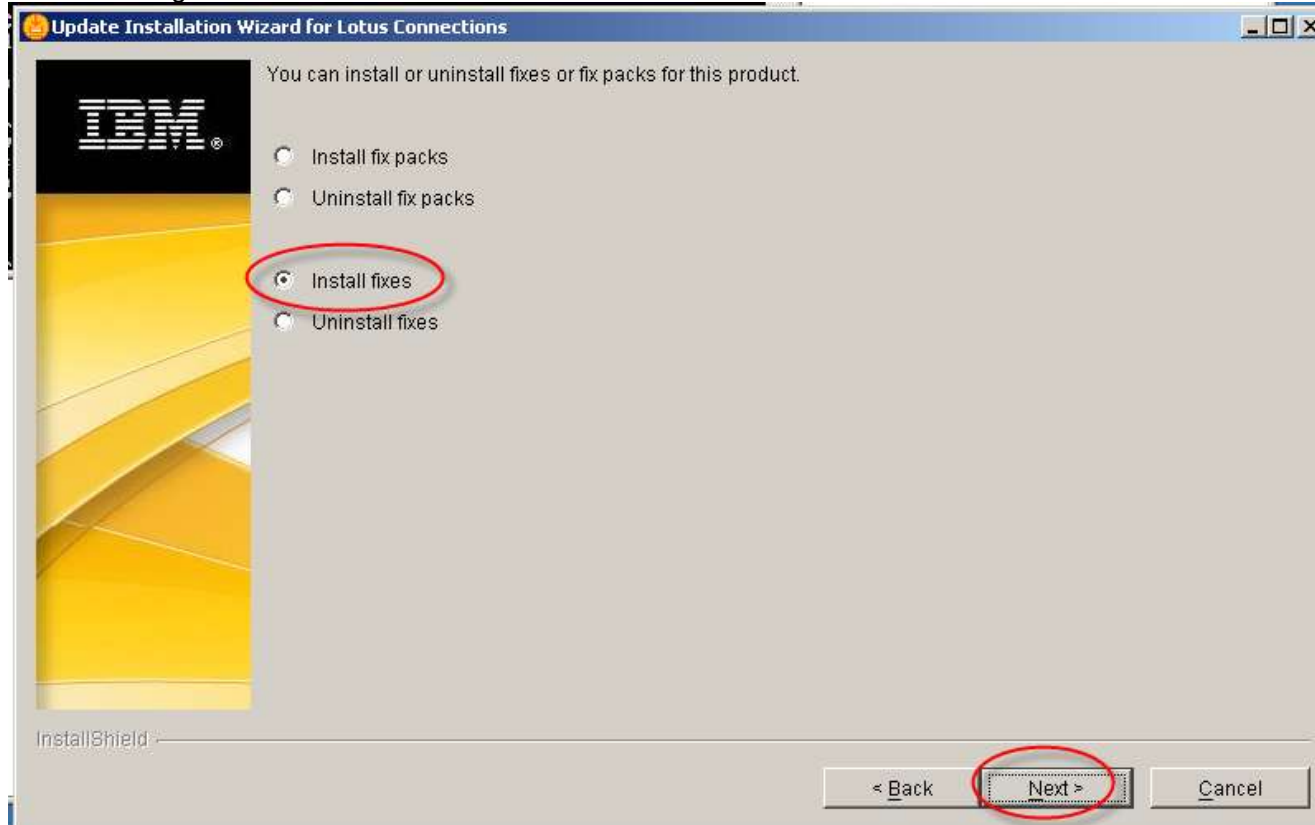 Update Installation Wizard for Lotus Connections
You can install or uninstall fixes or fix packs for this product.
IBM®
Install fix packs
Uninstall fix packs
Install fixes
Uninstall fixes
InstallShield
< Back
Next >
Cancel